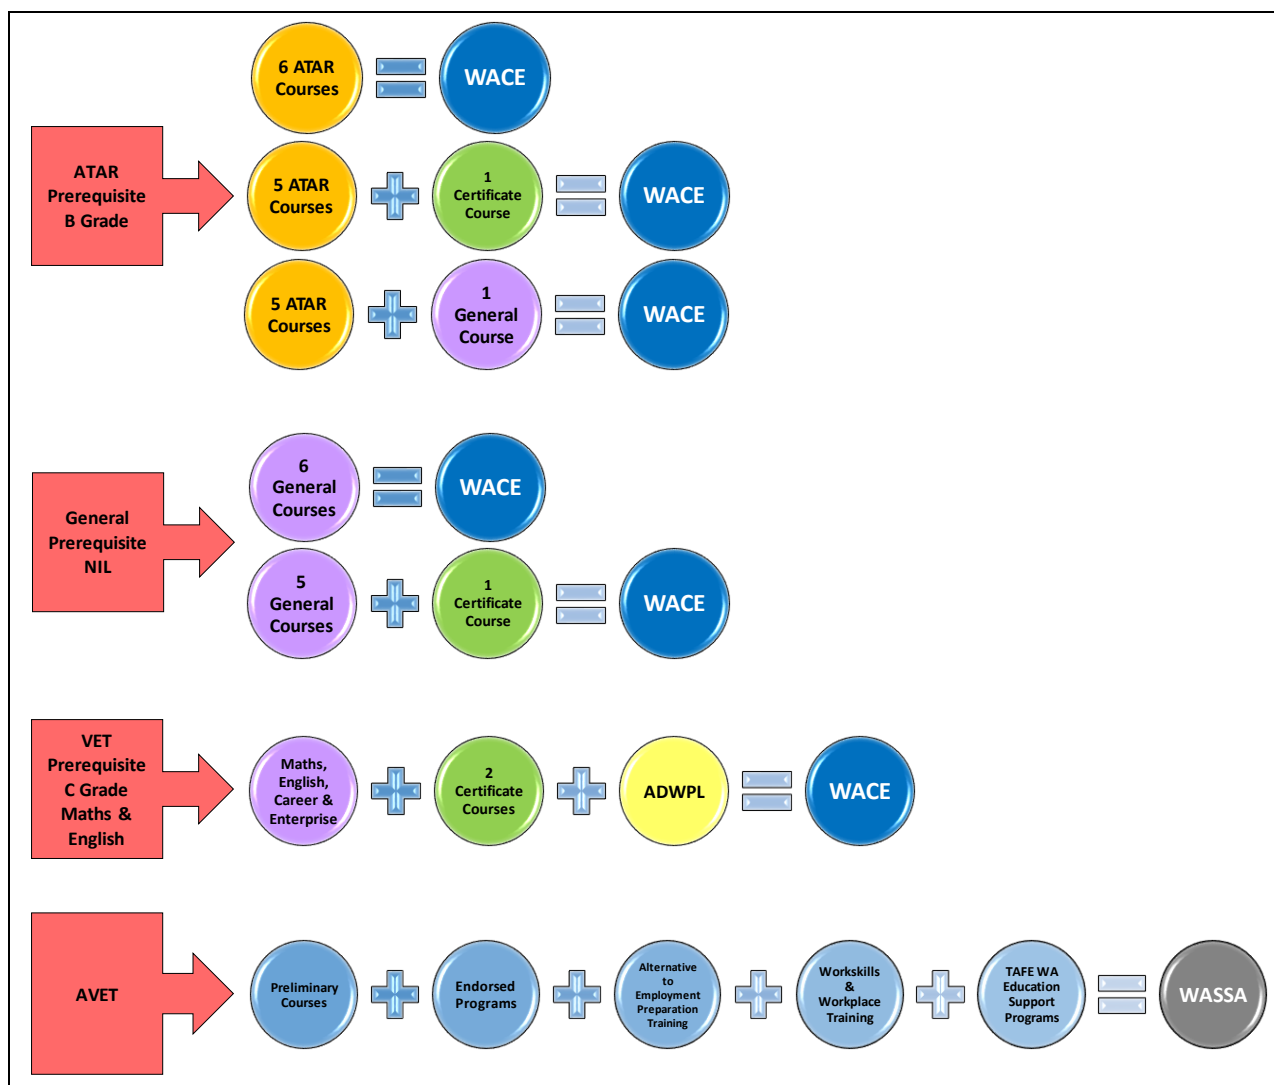 6 ATAR
Courses
WACE
ATAR
Prerequisite
B Grade
5 ATAR
Courses
1
Certificate
Course
WACE
5 ATAR
Courses
1
General
Course
WACE
General
Prerequisite
NIL
6
General
Courses
WACE
5
General
Courses
1
Certificate
Course
WACE
VET
Prerequisite
C Grade
Maths &
English
Maths,
English,
Career &
Enterprise
2
Certificate
Courses
ADWPL
WACE
AVET
Preliminary
Courses
Endorsed
Programs
Alternative
to
Employment
Preparation
Training
Workskills
&
Workplace
Training
TAFE WA
Education
Support
Programs
WASSA